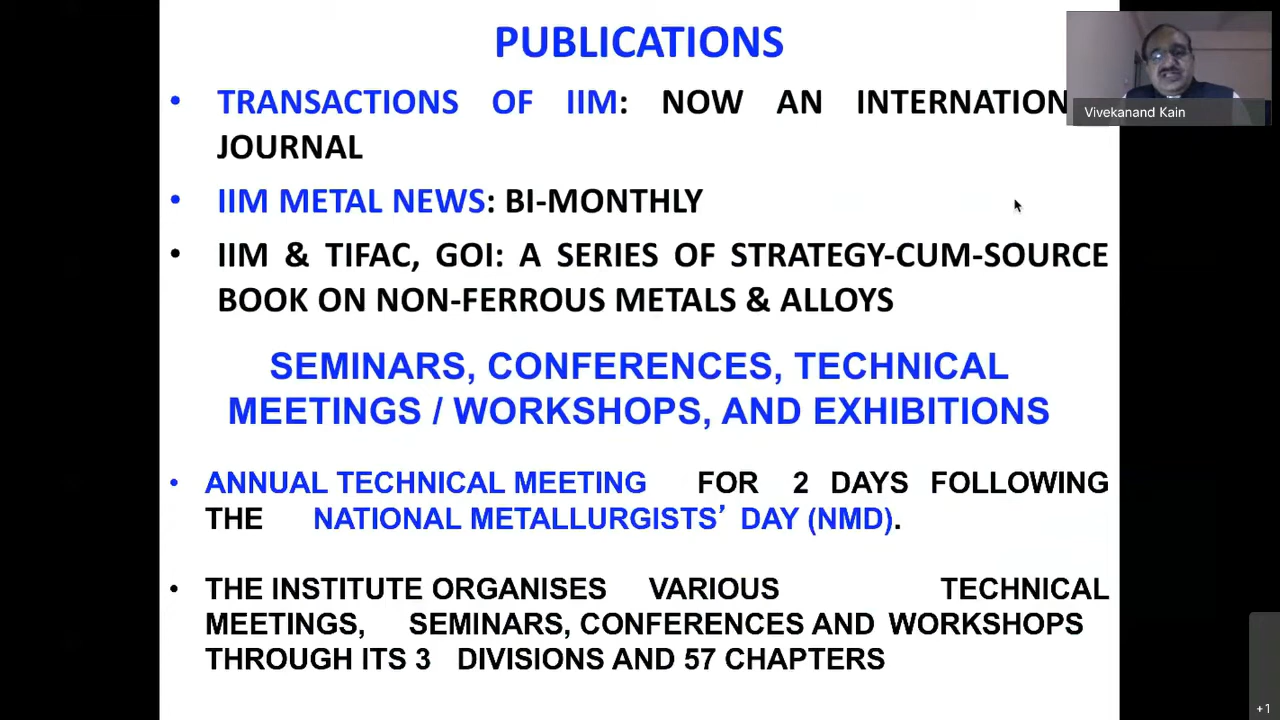 PUBLICATIONS
• TRANSACTIONS OF IIM: NOW AN INTERNATION
JOURNAL
• IIM METAL NEWS: BI-MONTHLY
• IIM & TIFAC, GOI: A SERIES OF STRATEGY-CUM-SOURCE
BOOK ON NON-FERROUS METALS & ALLOYS
SEMINARS, CONFERENCES, TECHNICAL
MEETINGS / WORKSHOPS, AND EXHIBITIONS
• ANNUAL TECHNICAL MEETING FOR 2 DAYS FOLLOWING
THE NATIONAL METALLURGISTS’ DAY (NMD).
• THE INSTITUTE ORGANISES VARIOUS TECHNICAL
MEETINGS, SEMINARS, CONFERENCES AND WORKSHOPS
THROUGH ITS 3 DIVISIONS AND 57 CHAPTERS
Vivekanand Kain
+1